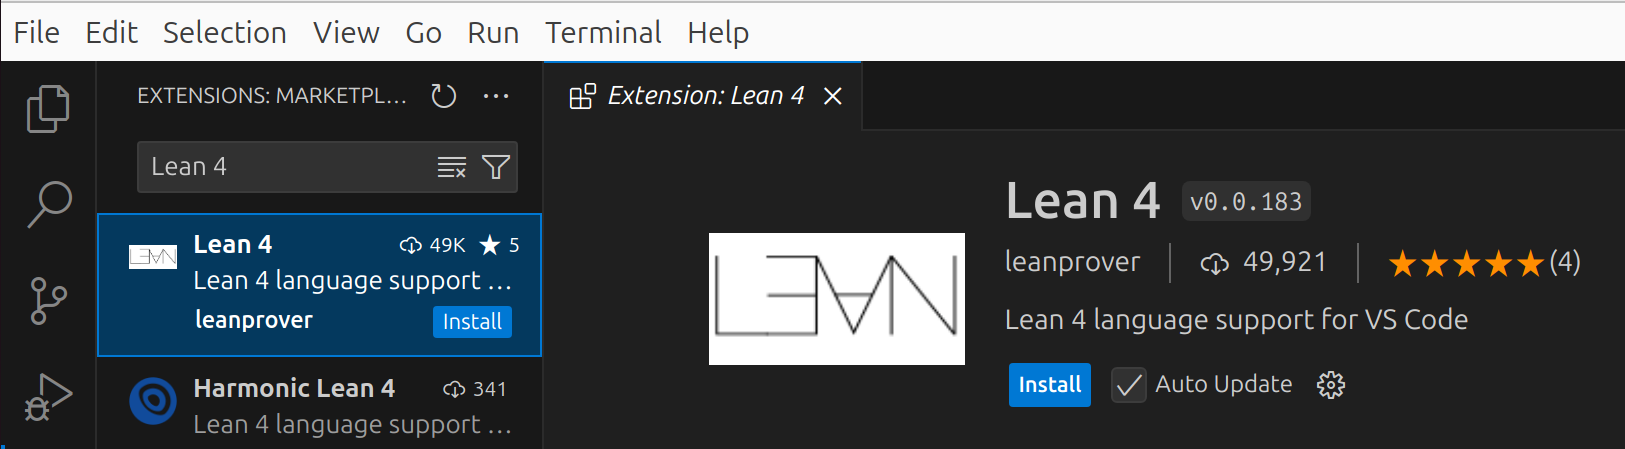 File Edit Selection View Go Run Terminal Help
EXTENSIONS: MARKETPL...
Lean 4
Lean 4 49K ★ 5
Lean 4 language support ...
leanprover Install
Harmonic Lean 4 341
Lean 4 language support ...
Extension: Lean 4
LEAN
Lean 4 v0.0.183
leanprover 49,921 ★★★★★(4)
Lean 4 language support for VS Code
Install Auto Update